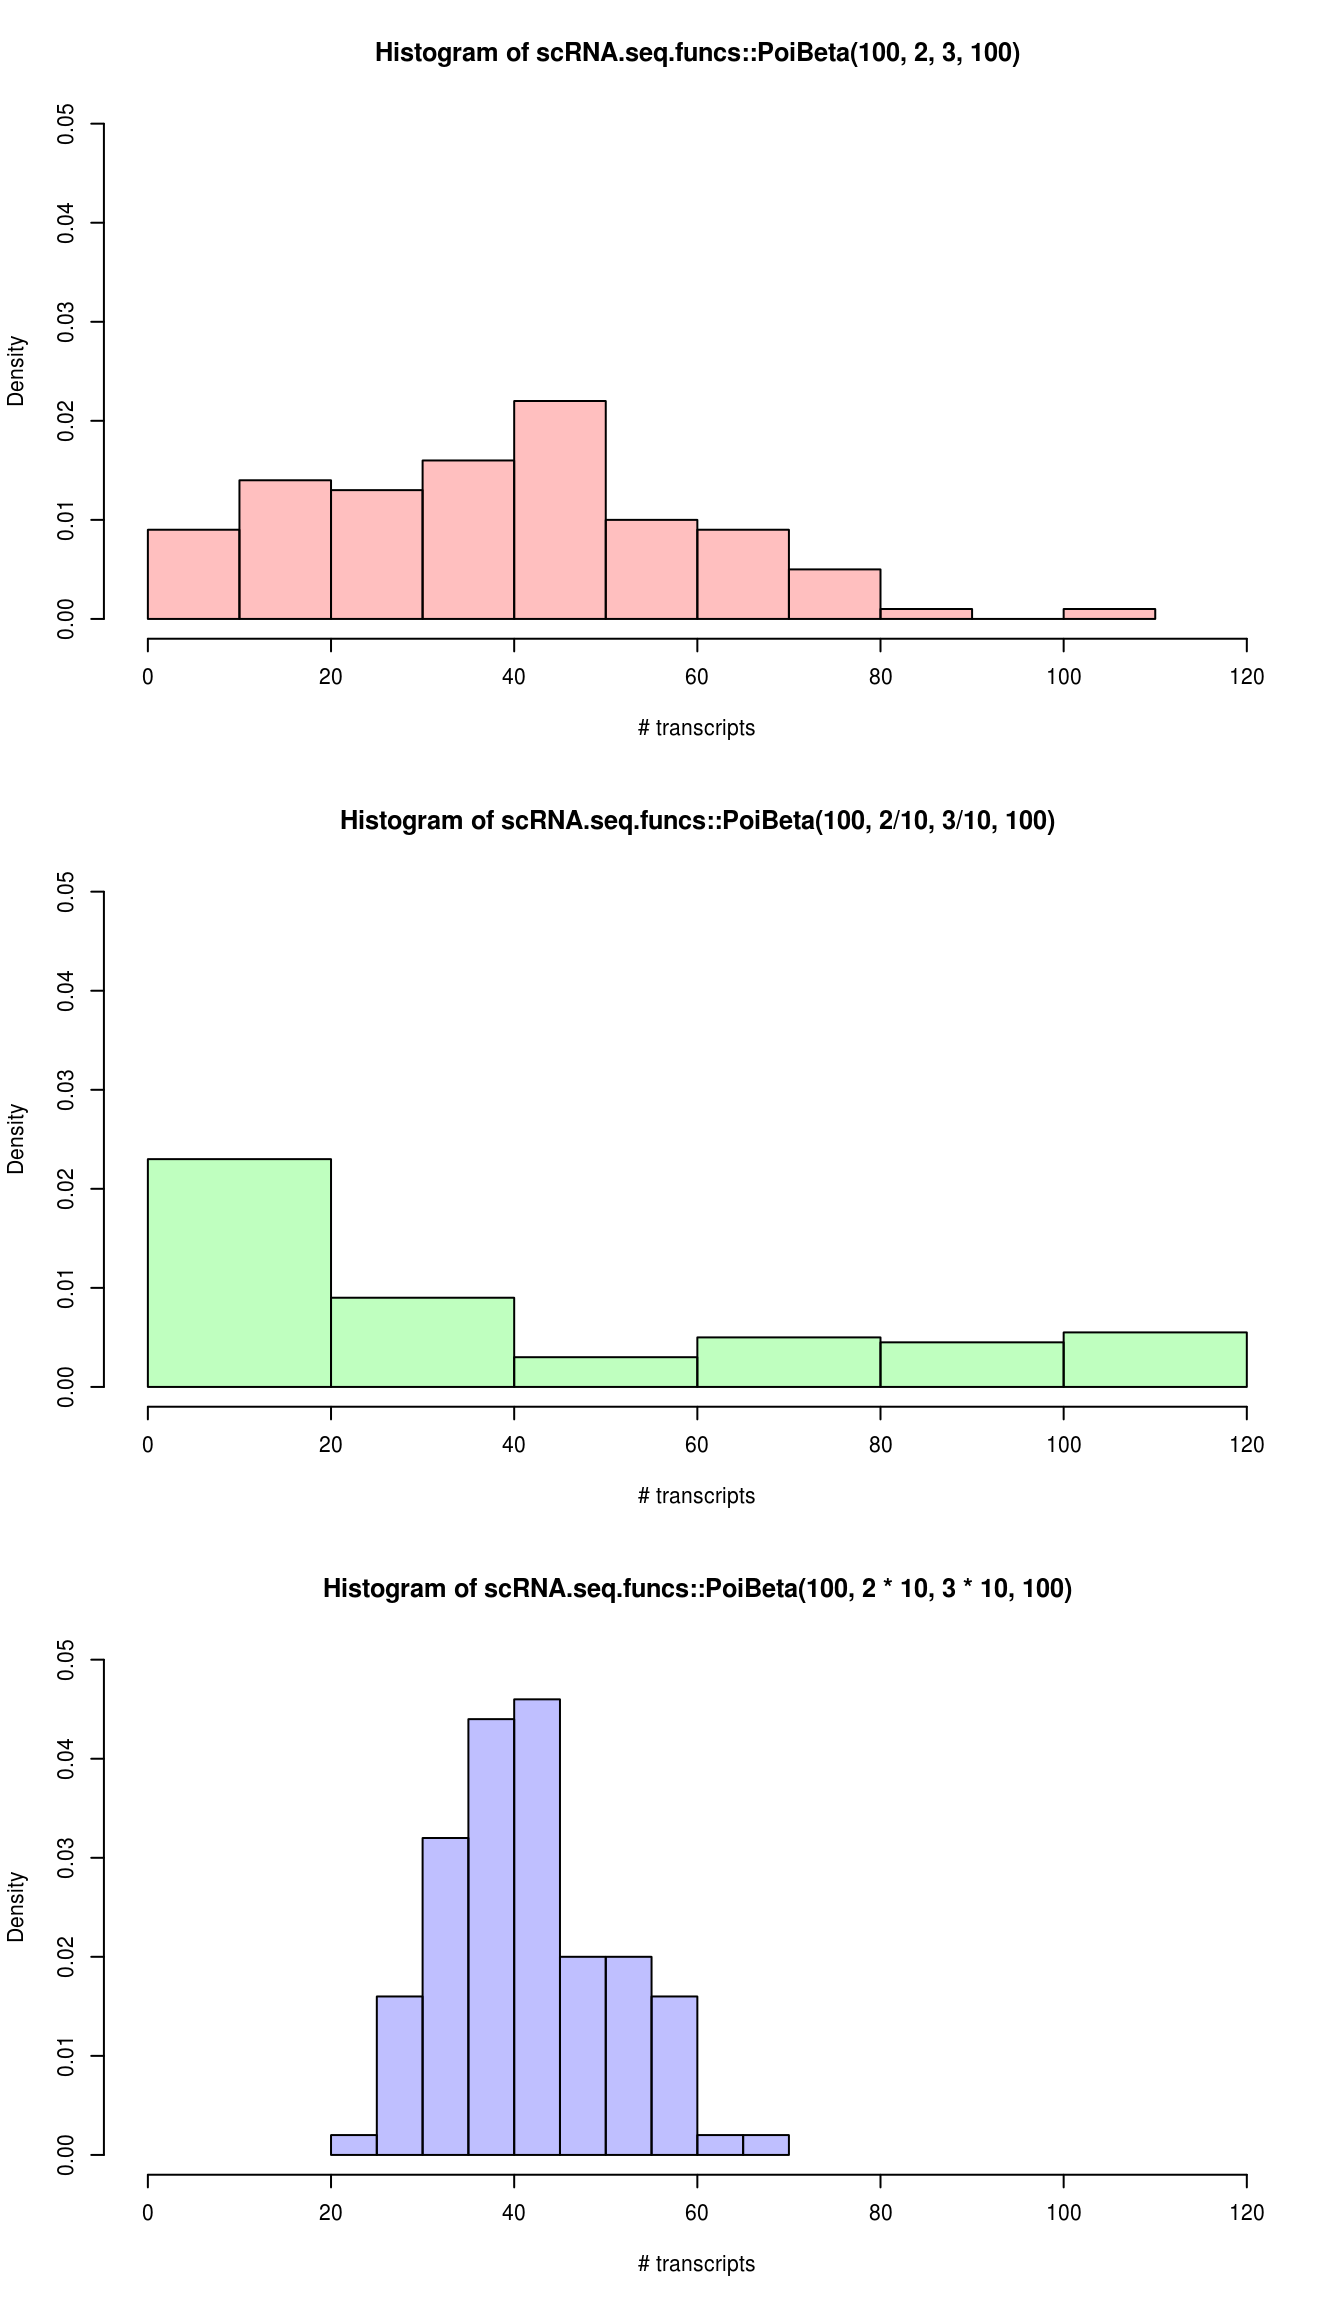 Histogram of scRNA.seq.funcs::PoiBeta(100, 2, 3, 100)
0.05
0.04
0.03
0.02
0.01
0.00
Density
0 20 40 60 80 100 120
# transcripts
Histogram of scRNA.seq.funcs::PoiBeta(100, 2/10, 3/10, 100)
0.05
0.04
0.03
0.02
0.01
0.00
Density
0 20 40 60 80 100 120
# transcripts
Histogram of scRNA.seq.funcs::PoiBeta(100, 2 * 10, 3 * 10, 100)
0.05
0.04
0.03
0.02
0.01
0.00
Density
0 20 40 60 80 100 120
# transcripts